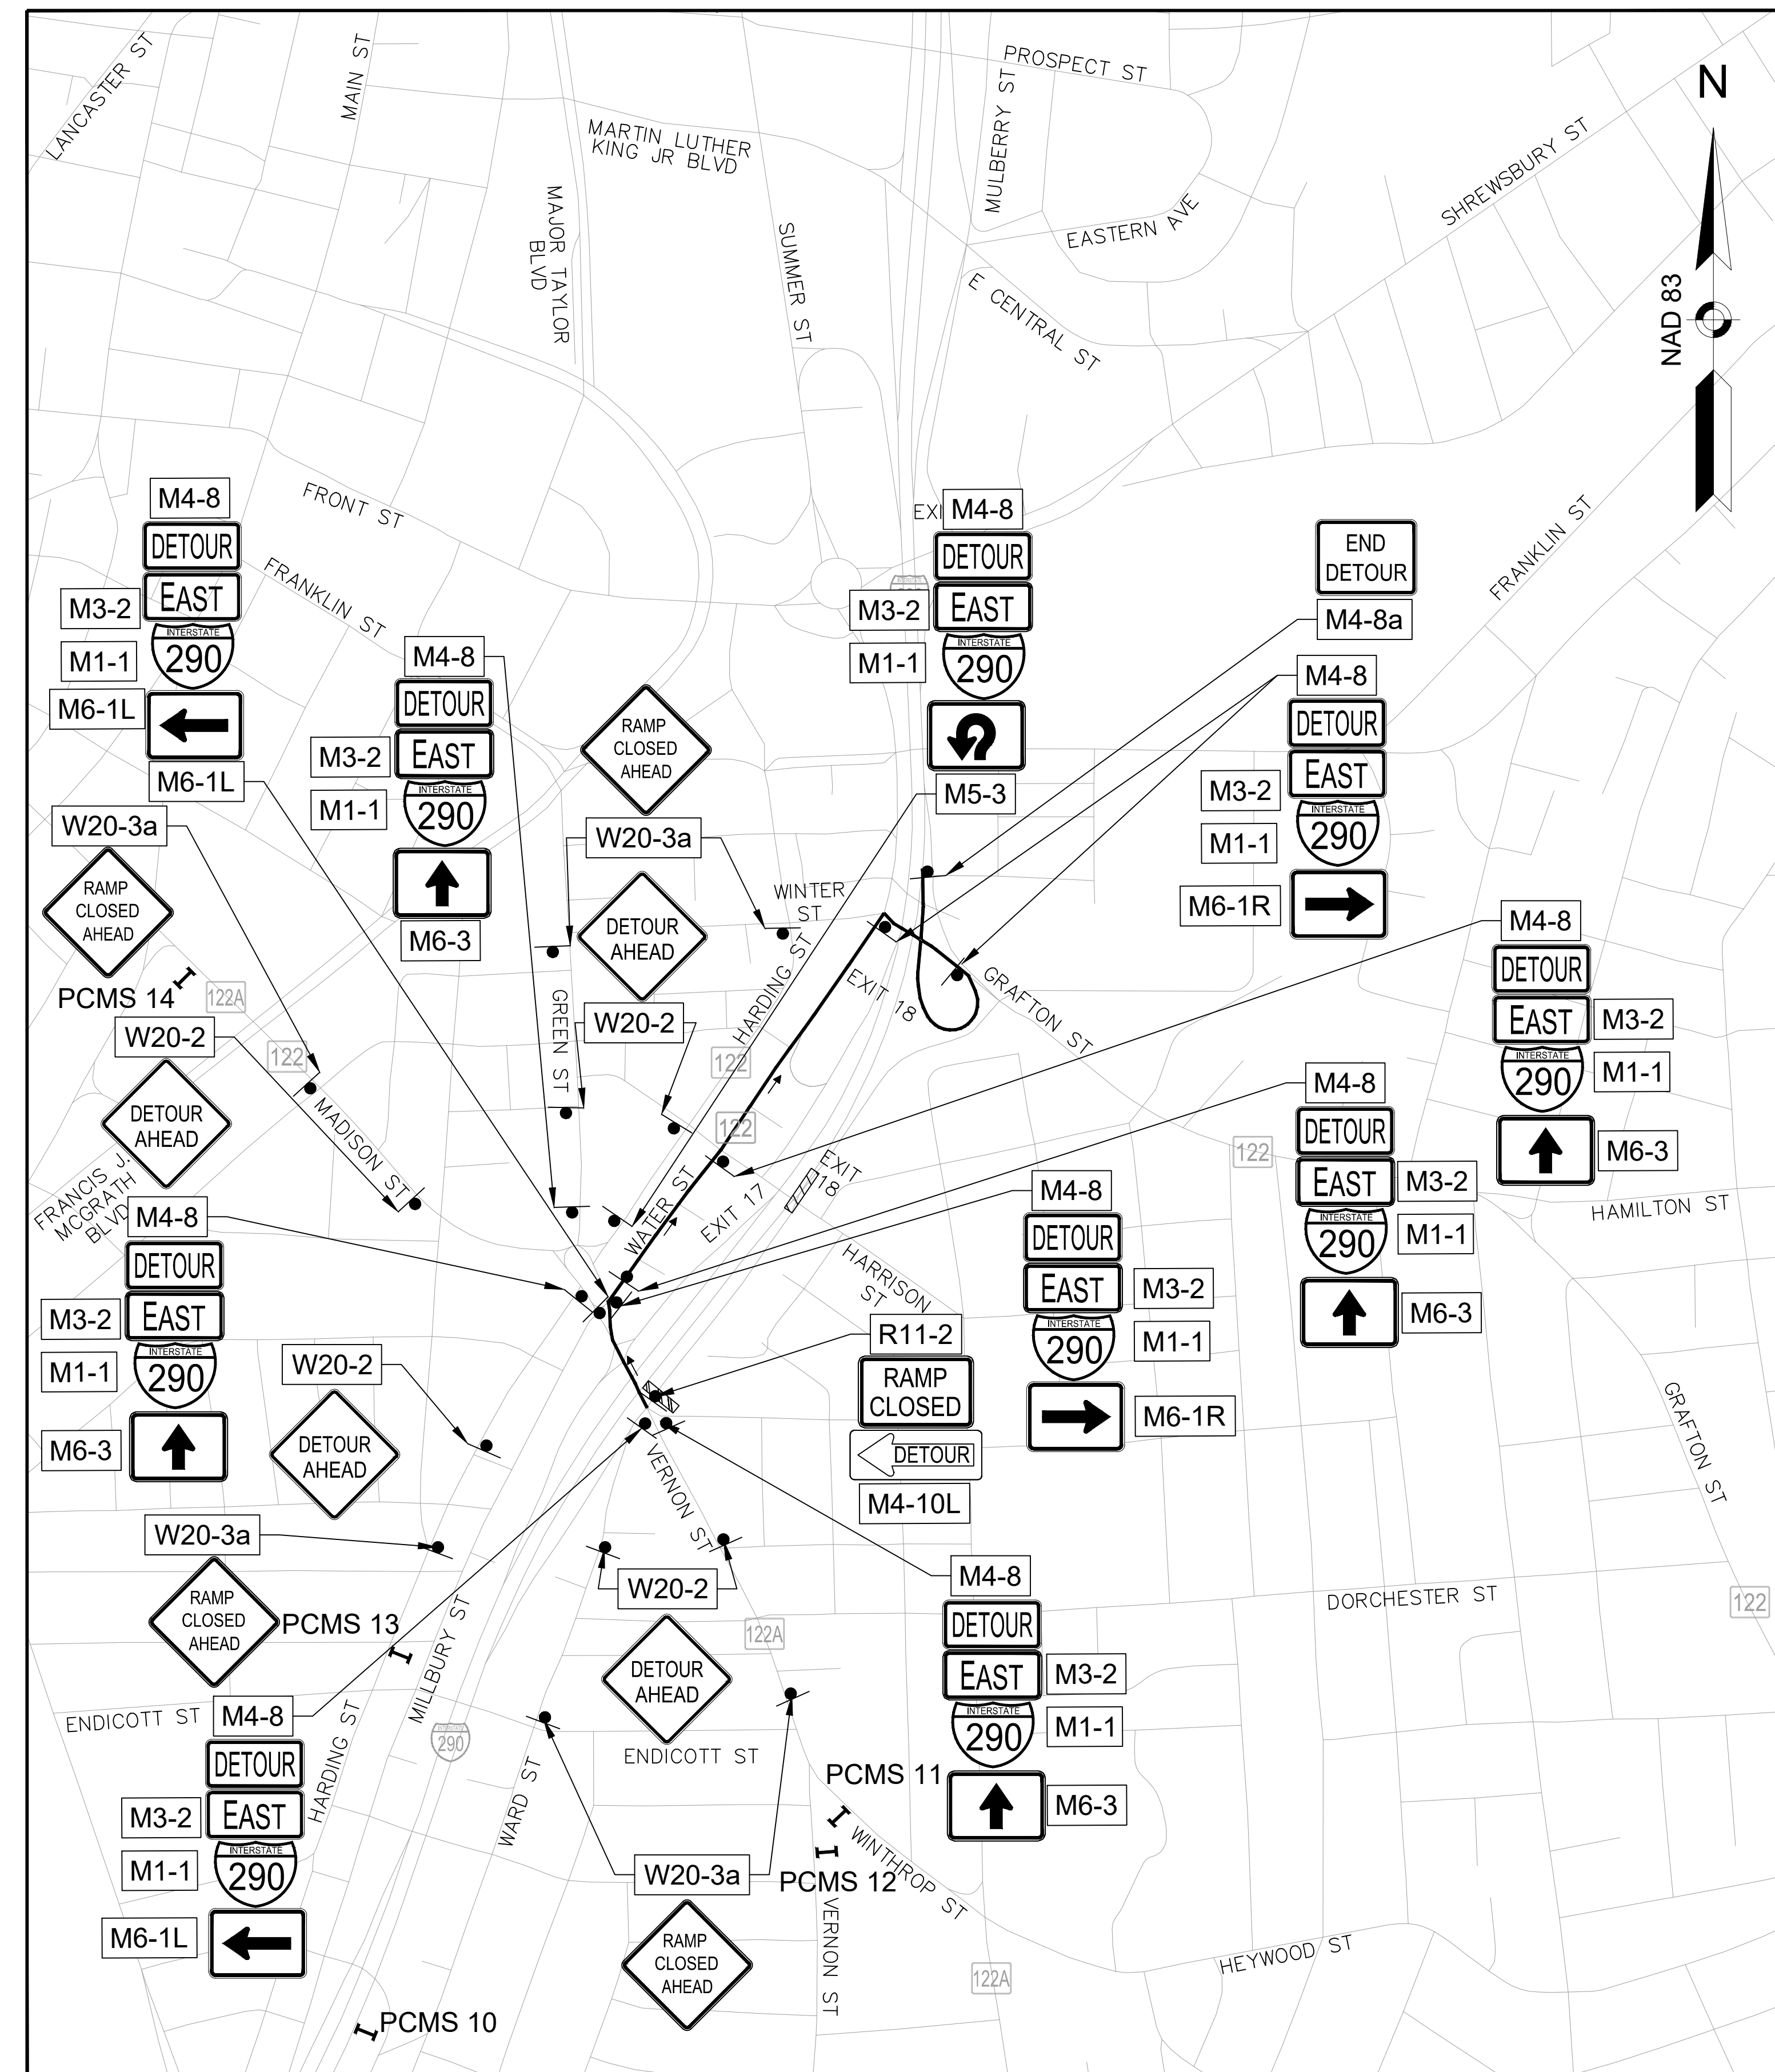 LANCASTER ST
MAIN ST
PROSPECT ST
MULBERRY ST
MARTIN LUTHER
KING JR BLVD
N
SHREWSBURY ST
MAJOR TAYLOR
BLVD
SUMMER ST
EASTERN AVE
E CENTRAL ST
NAD 83
FRONT ST
FRANKLIN ST
FRANKLIN ST
M4-8
DETOUR
EAST
M3-2
INTERSTATE
290
M1-1
M6-1L
M6-1L
M4-8
DETOUR
EAST
M3-2
INTERSTATE
290
M1-1
M6-3
RAMP
CLOSED
AHEAD
W20-3a
DETOUR
AHEAD
W20-2
M4-8
DETOUR
EAST
M3-2
INTERSTATE
290
M1-1
M5-3
END
DETOUR
M4-8a
M4-8
DETOUR
EAST
M3-2
INTERSTATE
290
M1-1
M6-1R
W20-3a
RAMP
CLOSED
AHEAD
PCMS 14
122A
W20-2
122
DETOUR
AHEAD
MADISON ST
FRANCIS J.
MCGRATH
BLVD
WINTER
ST
HARDING ST
GREEN ST
122
122
EXIT 18
GRAFTON ST
WATER ST
EXIT 17
EXIT
18
HARRISON
ST
122
HAMILTON ST
M4-8
DETOUR
EAST
M3-2
INTERSTATE
290
M1-1
M6-3
M4-8
DETOUR
EAST
M3-2
INTERSTATE
290
M1-1
M6-3
M4-8
DETOUR
EAST
M3-2
INTERSTATE
290
M1-1
M6-1R
M4-8
DETOUR
EAST
M3-2
INTERSTATE
290
M1-1
M6-3
W20-2
DETOUR
AHEAD
R11-2
RAMP
CLOSED
DETOUR
M4-10L
GRAFTON ST
VERNON ST
W20-3a
RAMP
CLOSED
AHEAD
PCMS 13
MILLBURY ST
W20-2
DETOUR
AHEAD
122A
DORCHESTER ST
122
M4-8
DETOUR
EAST
M3-2
INTERSTATE
290
M1-1
M6-3
ENDICOTT ST
M4-8
DETOUR
EAST
M3-2
INTERSTATE
290
M1-1
M6-1L
HARDING ST
INTERSTATE
290
ENDICOTT ST
WARD ST
PCMS 11
WINTHROP ST
PCMS 12
VERNON ST
W20-3a
RAMP
CLOSED
AHEAD
HEYWOOD ST
122A
PCMS 10